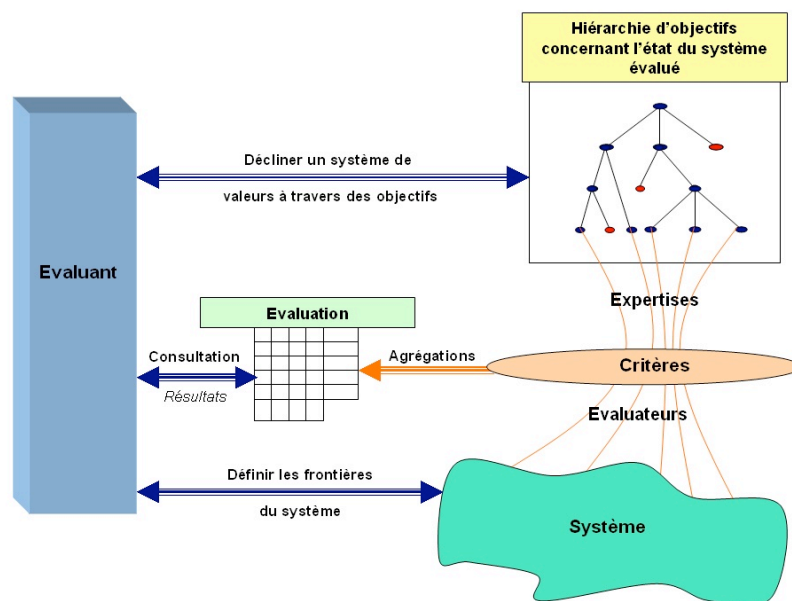 Hiérarchie d'objectifs
concernant l'état du système
évalué
Décliner un système de
valeurs à travers des objectifs
Evaluant
Expertises
Evaluation
Consultation
Résultats
Agrégations
Critères
Evaluateurs
Définir les frontières
du système
Système